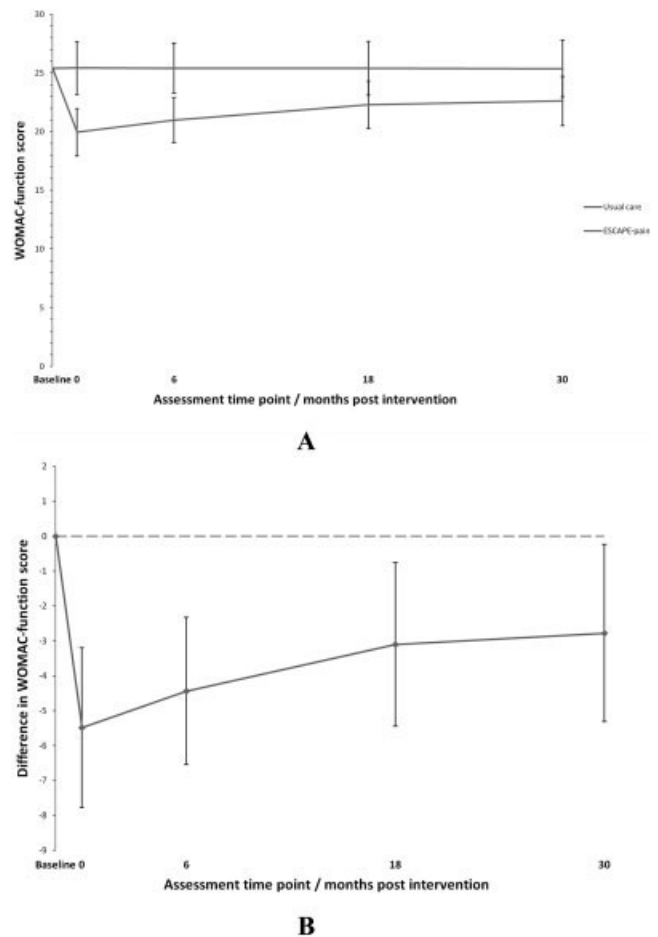 30
25
20
15
10
5
0
WOMAC-function score
Usual care
ESCAPE-pain
Baseline 0 6 18 30
Assessment time point / months post intervention
A
2
1
0
-1
-2
-3
-4
-5
-6
-7
-8
-9
Difference in WOMAC-function score
Baseline 0 6 18 30
Assessment time point / months post intervention
B